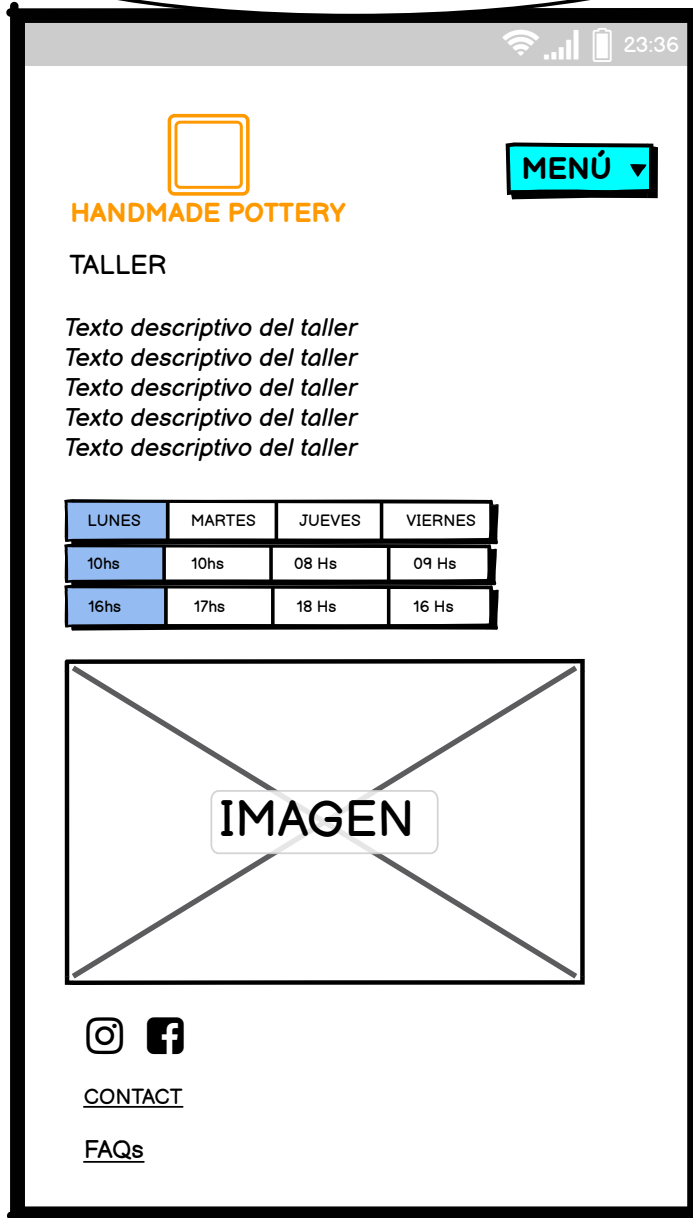 23:36
MENÚ
HANDMADE POTTERY
TALLER
Texto descriptivo del taller
Texto descriptivo del taller
Texto descriptivo del taller
Texto descriptivo del taller
Texto descriptivo del taller
LUNES MARTES JUEVES VIERNES
10hs 10hs 08 Hs 09 Hs
16hs 17hs 18 Hs 16 Hs
IMAGEN
CONTACT
FAQs